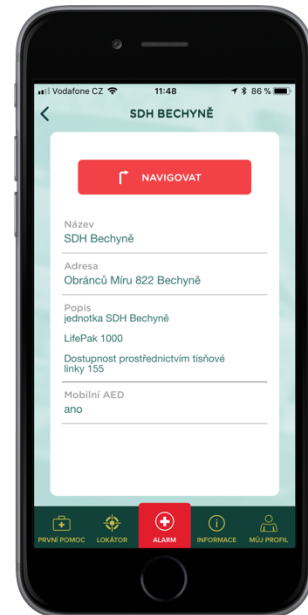 Vodafone CZ 11:48 86 %
SDH BECHYNĚ
NAVIGOVAT
Název
SDH Bechyně
Adresa
Obránců Míru 822 Bechyně
Popis
jednotka SDH Bechyně
LifePak 1000
Dostupnost prostřednictvím tísňové
linky 155
Mobilní AED
ano
PRVNÍ POMOC LOKÁTOR ALARM INFORMACE MŮJ PROFIL